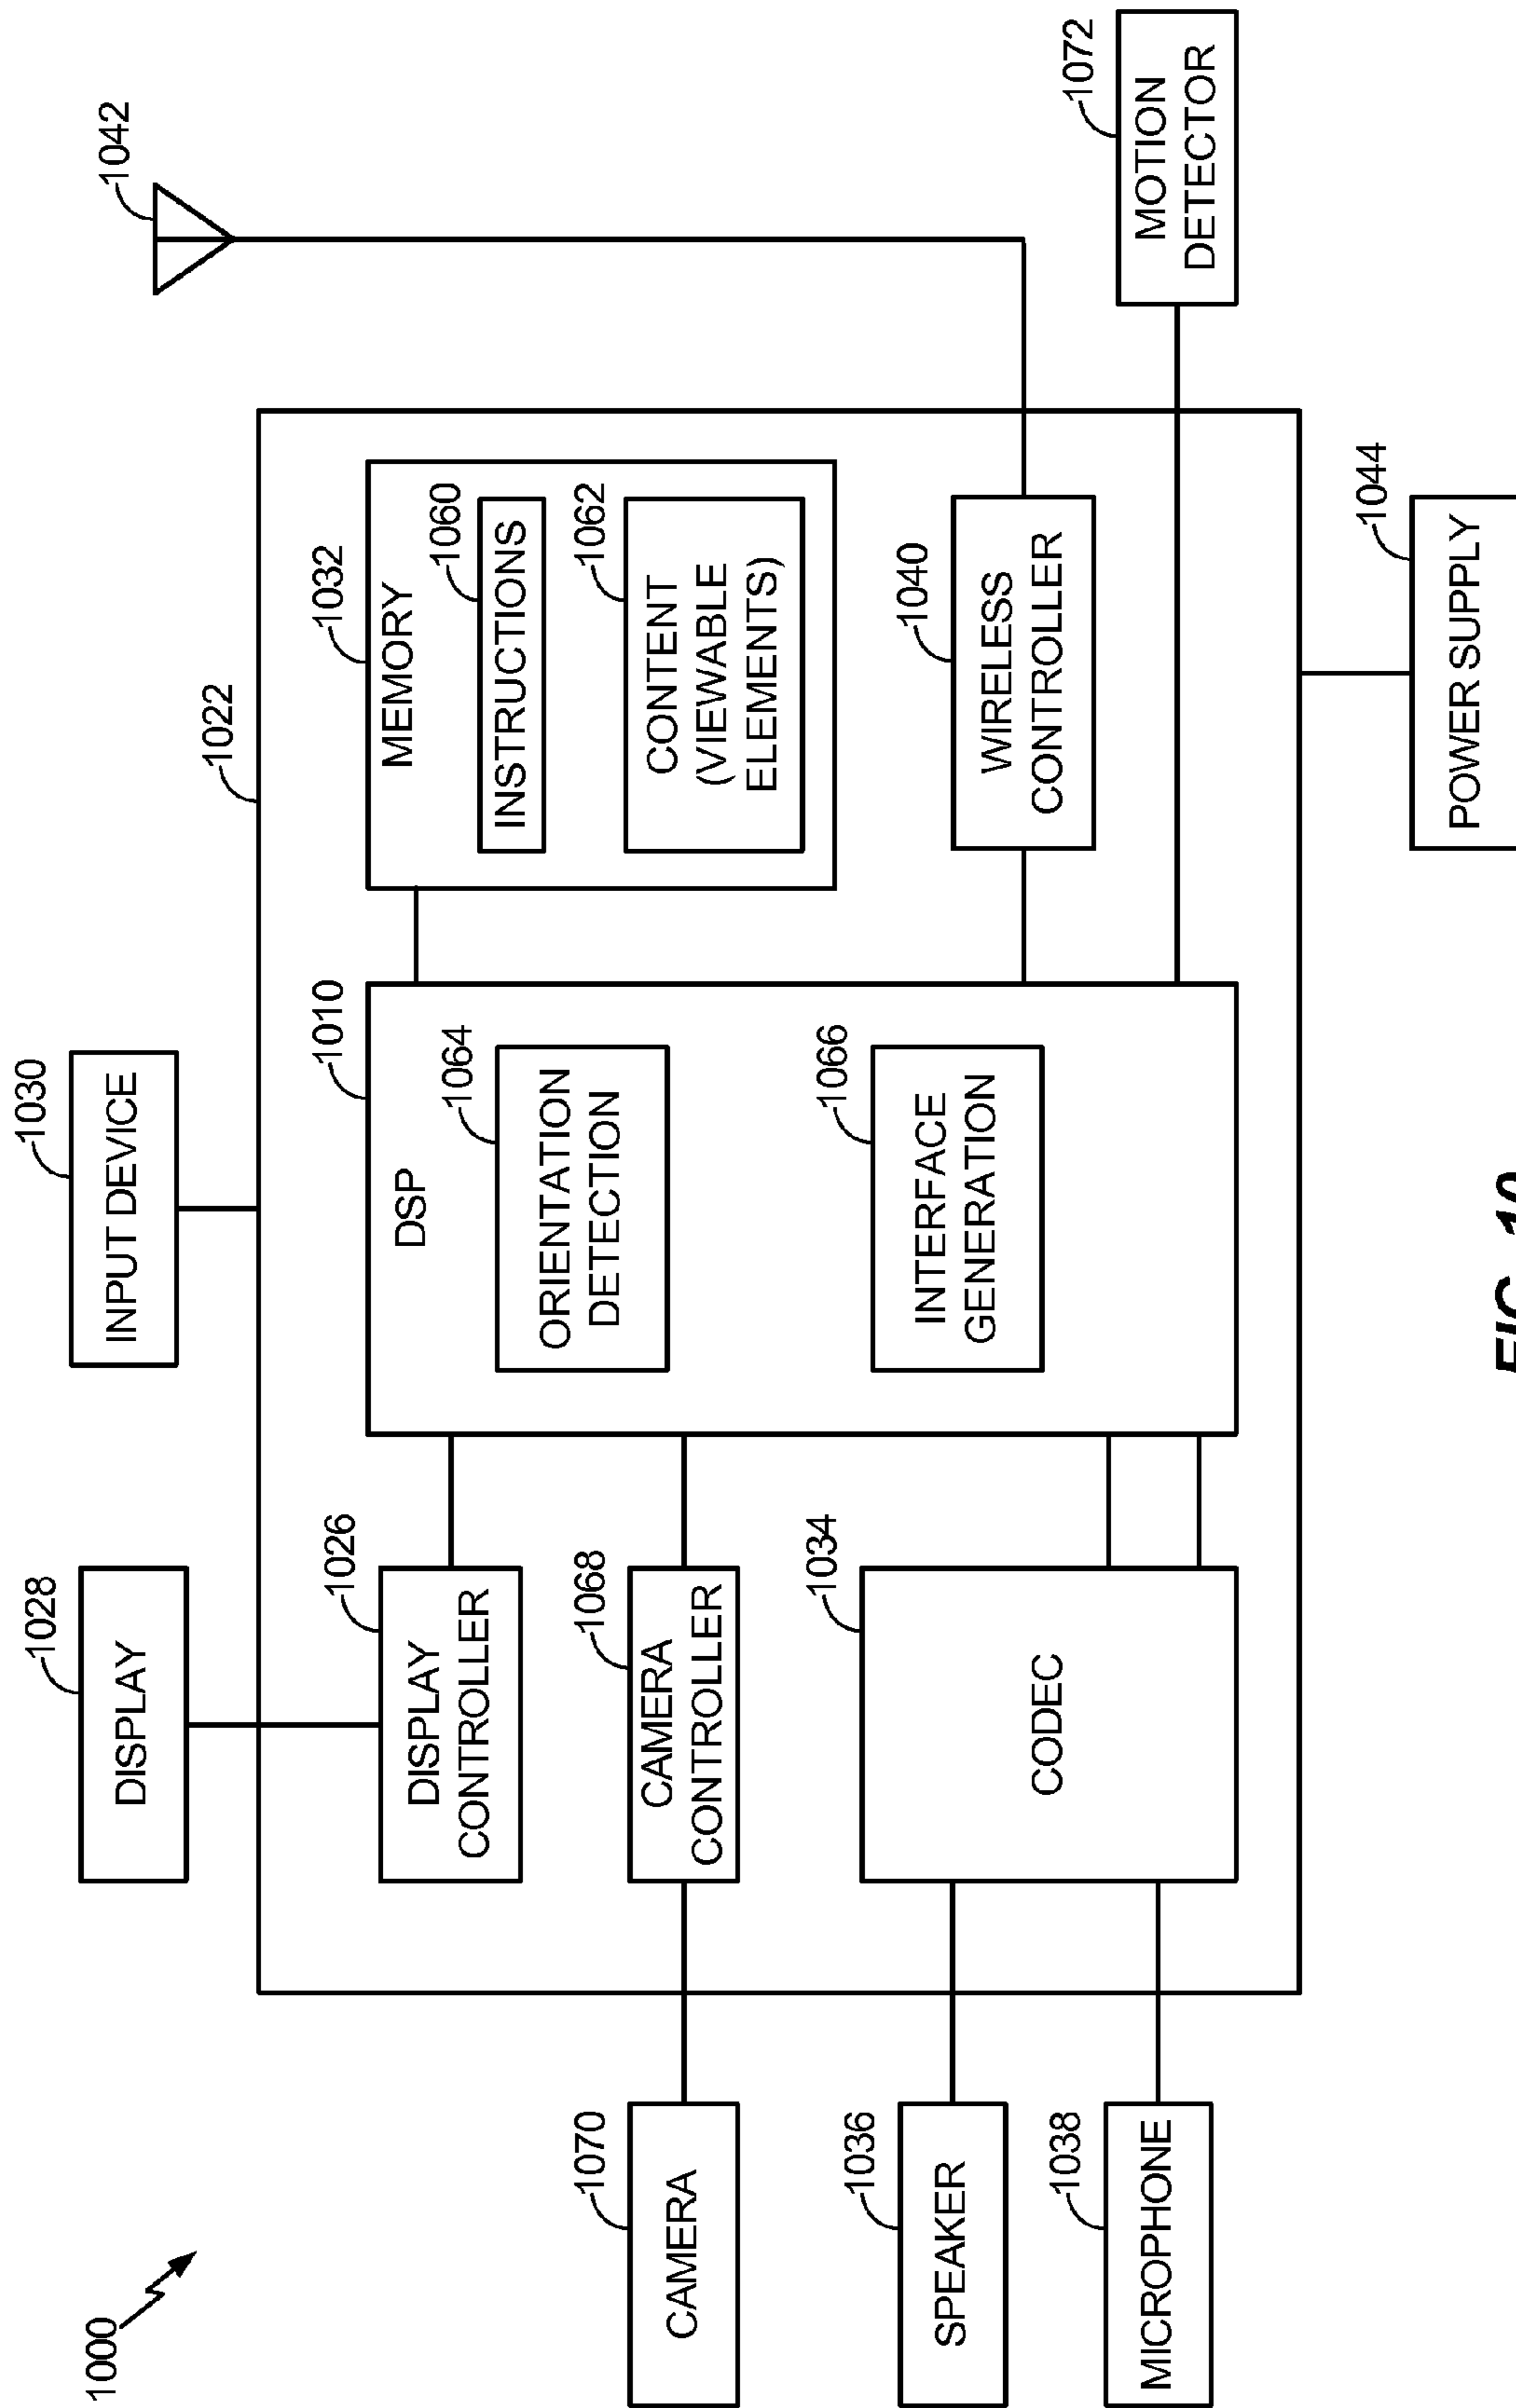 1000
1028
DISPLAY
1030
INPUT DEVICE
1042
1022
1026
DISPLAY
CONTROLLER
1010
DSP
1064
ORIENTATION
DETECTION
1066
INTERFACE
GENERATION
1032
MEMORY
1060
INSTRUCTIONS
1062
CONTENT
(VIEWABLE
ELEMENTS)
1070
CAMERA
1068
CAMERA
CONTROLLER
1036
SPEAKER
1034
CODEC
1038
MICROPHONE
1040
WIRELESS
CONTROLLER
1072
MOTION
DETECTOR
1044
POWER SUPPLY
FIG. 10